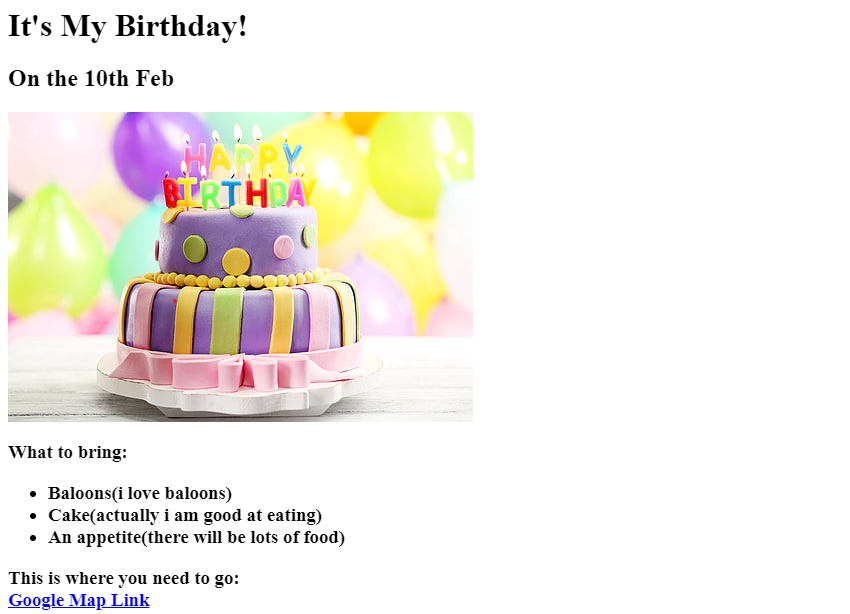 It's My Birthday!
On the 10th Feb
HAPPY
BIRTHDAY
What to bring:
Baloons(i love baloons)
Cake(actually i am good at eating)
An appetite(there will be lots of food)
This is where you need to go:
Google Map Link